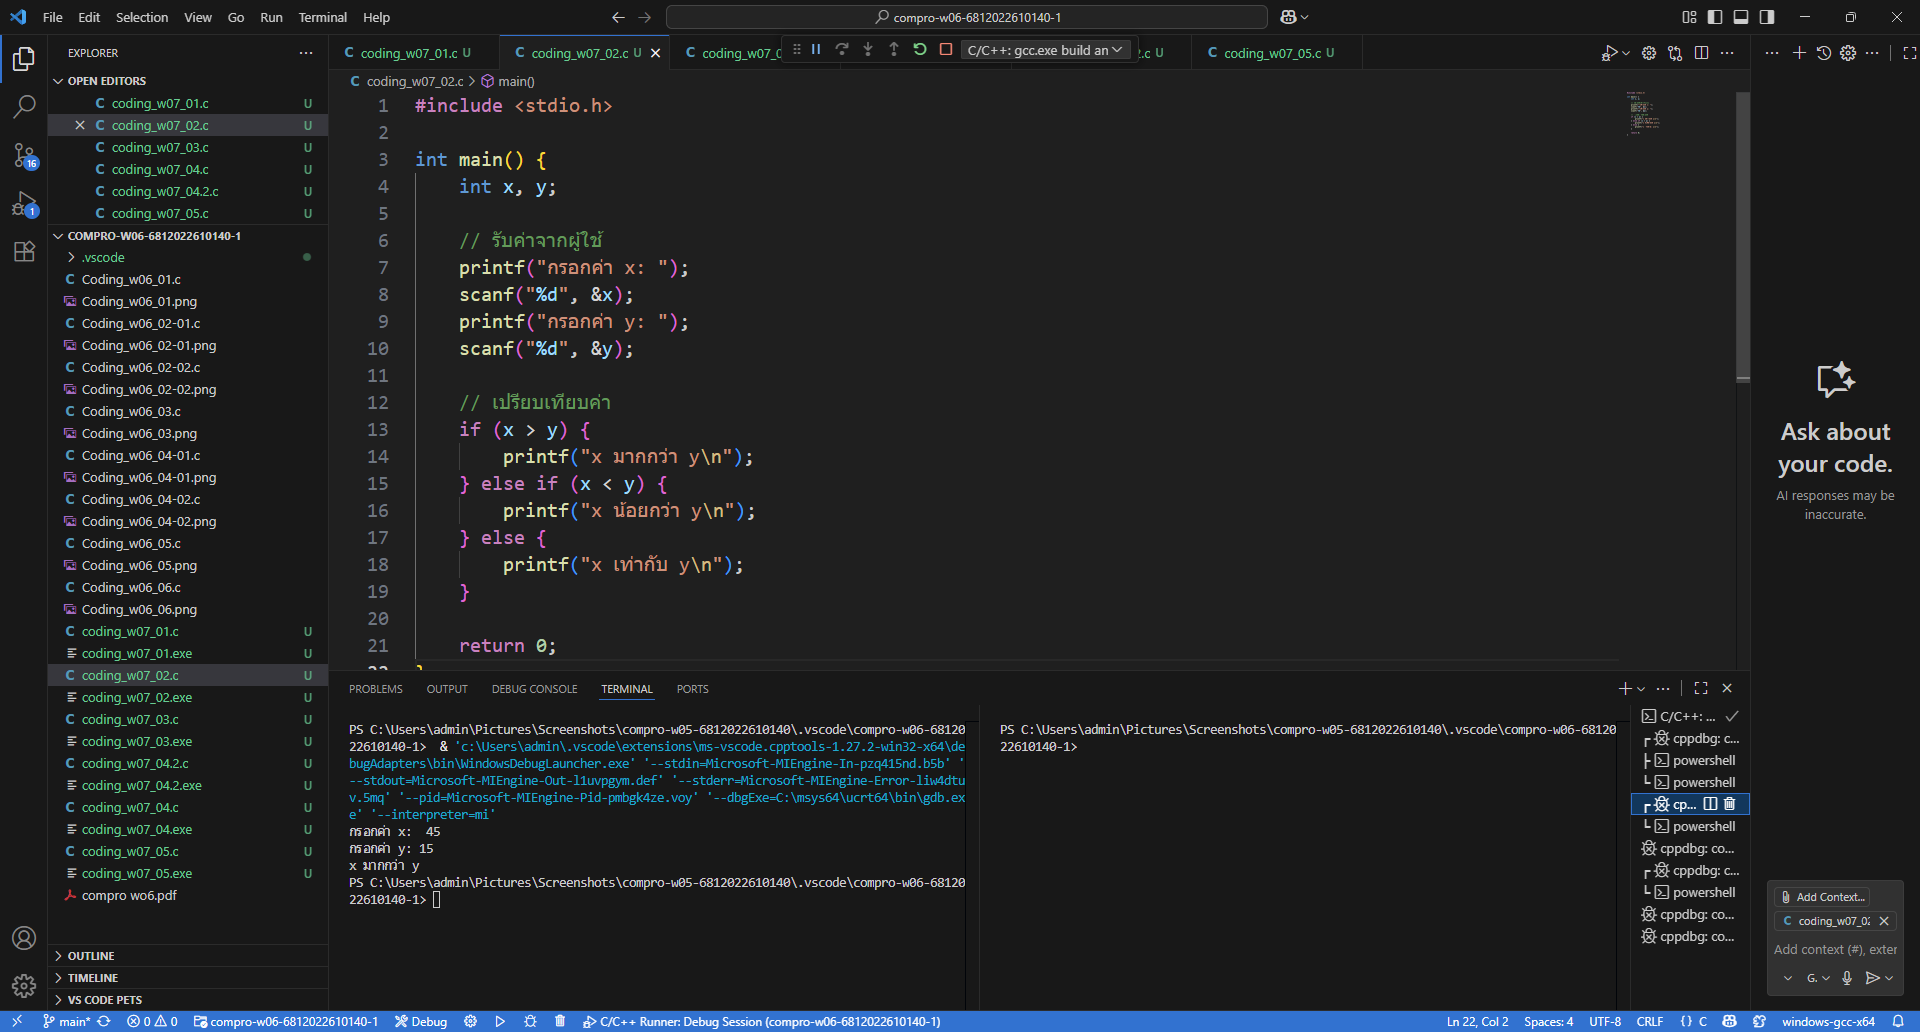 File Edit Selection View Go Run Terminal Help
compro-w06-6812022610140-1
EXPLORER
OPEN EDITORS
coding_w07_01.c U
coding_w07_02.c U
coding_w07_03.c U
coding_w07_04.c U
coding_w07_04.2.c U
coding_w07_05.c U
COMPRO-W06-6812022610140-1
.vscode
Coding_w06_01.c
Coding_w06_01.png
Coding_w06_02-01.c
Coding_w06_02-01.png
Coding_w06_02-02.c
Coding_w06_02-02.png
Coding_w06_03.c
Coding_w06_03.png
Coding_w06_04-01.c
Coding_w06_04-01.png
Coding_w06_04-02.c
Coding_w06_04-02.png
Coding_w06_05.c
Coding_w06_05.png
Coding_w06_06.c
Coding_w06_06.png
coding_w07_01.c U
coding_w07_01.exe U
coding_w07_02.c U
coding_w07_02.exe U
coding_w07_03.c U
coding_w07_03.exe U
coding_w07_04.2.c U
coding_w07_04.2.exe U
coding_w07_04.c U
coding_w07_04.exe U
coding_w07_05.c U
coding_w07_05.exe U
compro wo6.pdf
OUTLINE
TIMELINE
VS CODE PETS
coding_w07_01.c U coding_w07_02.c U coding_w07_0 C/C++: gcc.exe build an 2.c U coding_w07_05.c U
coding_w07_02.c > main()
1 #include <stdio.h>
2
3 int main() {
4 int x, y;
5
6 // รับค่าจากผู้ใช้
7 printf("กรอกค่า x: ");
8 scanf("%d", &x);
9 printf("กรอกค่า y: ");
10 scanf("%d", &y);
11
12 // เปรียบเทียบค่า
13 if (x > y) {
14 printf("x มากกว่า y\n");
15 } else if (x < y) {
16 printf("x น้อยกว่า y\n");
17 } else {
18 printf("x เท่ากับ y\n");
19 }
20
21 return 0;
22 }
PROBLEMS OUTPUT DEBUG CONSOLE TERMINAL PORTS
PS C:\Users\admin\Pictures\Screenshots\compro-w05-6812022610140\.vscode\compro-w06-68120
22610140-1> & 'c:\Users\admin\.vscode\extensions\ms-vscode.cpptools-1.27.2-win32-x64\de
bugAdapters\bin\WindowsDebugLauncher.exe' '--stdin=Microsoft-MIEngine-In-pzq415nd.b5b' '
--stdout=Microsoft-MIEngine-Out-l1uvpgym.def' '--stderr=Microsoft-MIEngine-Error-liw4dtu
v.5mq' '--pid=Microsoft-MIEngine-Pid-pmbgk4ze.voy' '--dbgExe=C:\msys64\ucrt64\bin\gdb.ex
e' '--interpreter=mi'
กรอกค่า x: 45
กรอกค่า y: 15
x มากกว่า y
PS C:\Users\admin\Pictures\Screenshots\compro-w05-6812022610140\.vscode\compro-w06-68120
22610140-1>
PS C:\Users\admin\Pictures\Screenshots\compro-w05-6812022610140\.vscode\compro-w06-68120
22610140-1>
C/C++: ...
cppdbg: c...
powershell
powershell
cp...
powershell
cppdbg: co...
cppdbg: c...
powershell
cppdbg: co...
cppdbg: co...
Ask about
your code.
AI responses may be
inaccurate.
Add Context...
coding_w07_02
Add context (#), exter
G.
16
1
main* 0 0 compro-w06-6812022610140-1 Debug C/C++ Runner: Debug Session (compro-w06-6812022610140-1) Ln 22, Col 2 Spaces: 4 UTF-8 CRLF {} C windows-gcc-x64